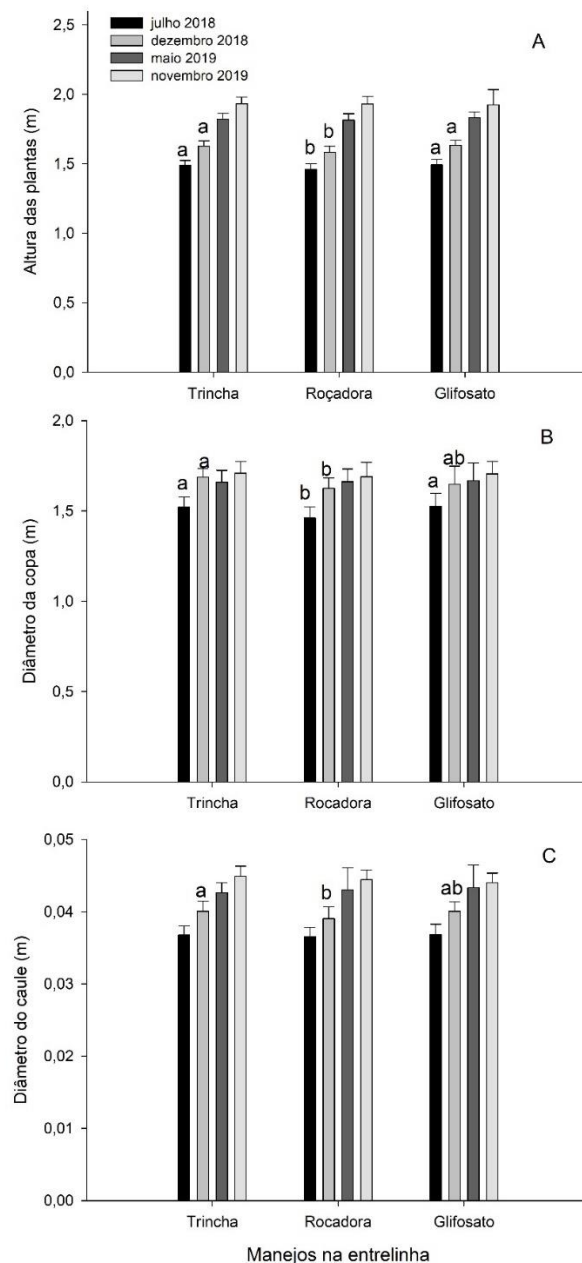 julho 2018
dezembro 2018
maio 2019
novembro 2019
A
Altura das plantas (m)
2,5
2,0
1,5
1,0
0,5
0,0
a a
b b
a a
Trincha Roçadora Glifosato
B
Diâmetro da copa (m)
2,0
1,5
1,0
0,5
0,0
a a
b b
a ab
Trincha Rocadora Glifosato
C
Diâmetro do caule (m)
0,05
0,04
0,03
0,02
0,01
0,00
a
b
ab
Trincha Rocadora Glifosato
Manejos na entrelinha